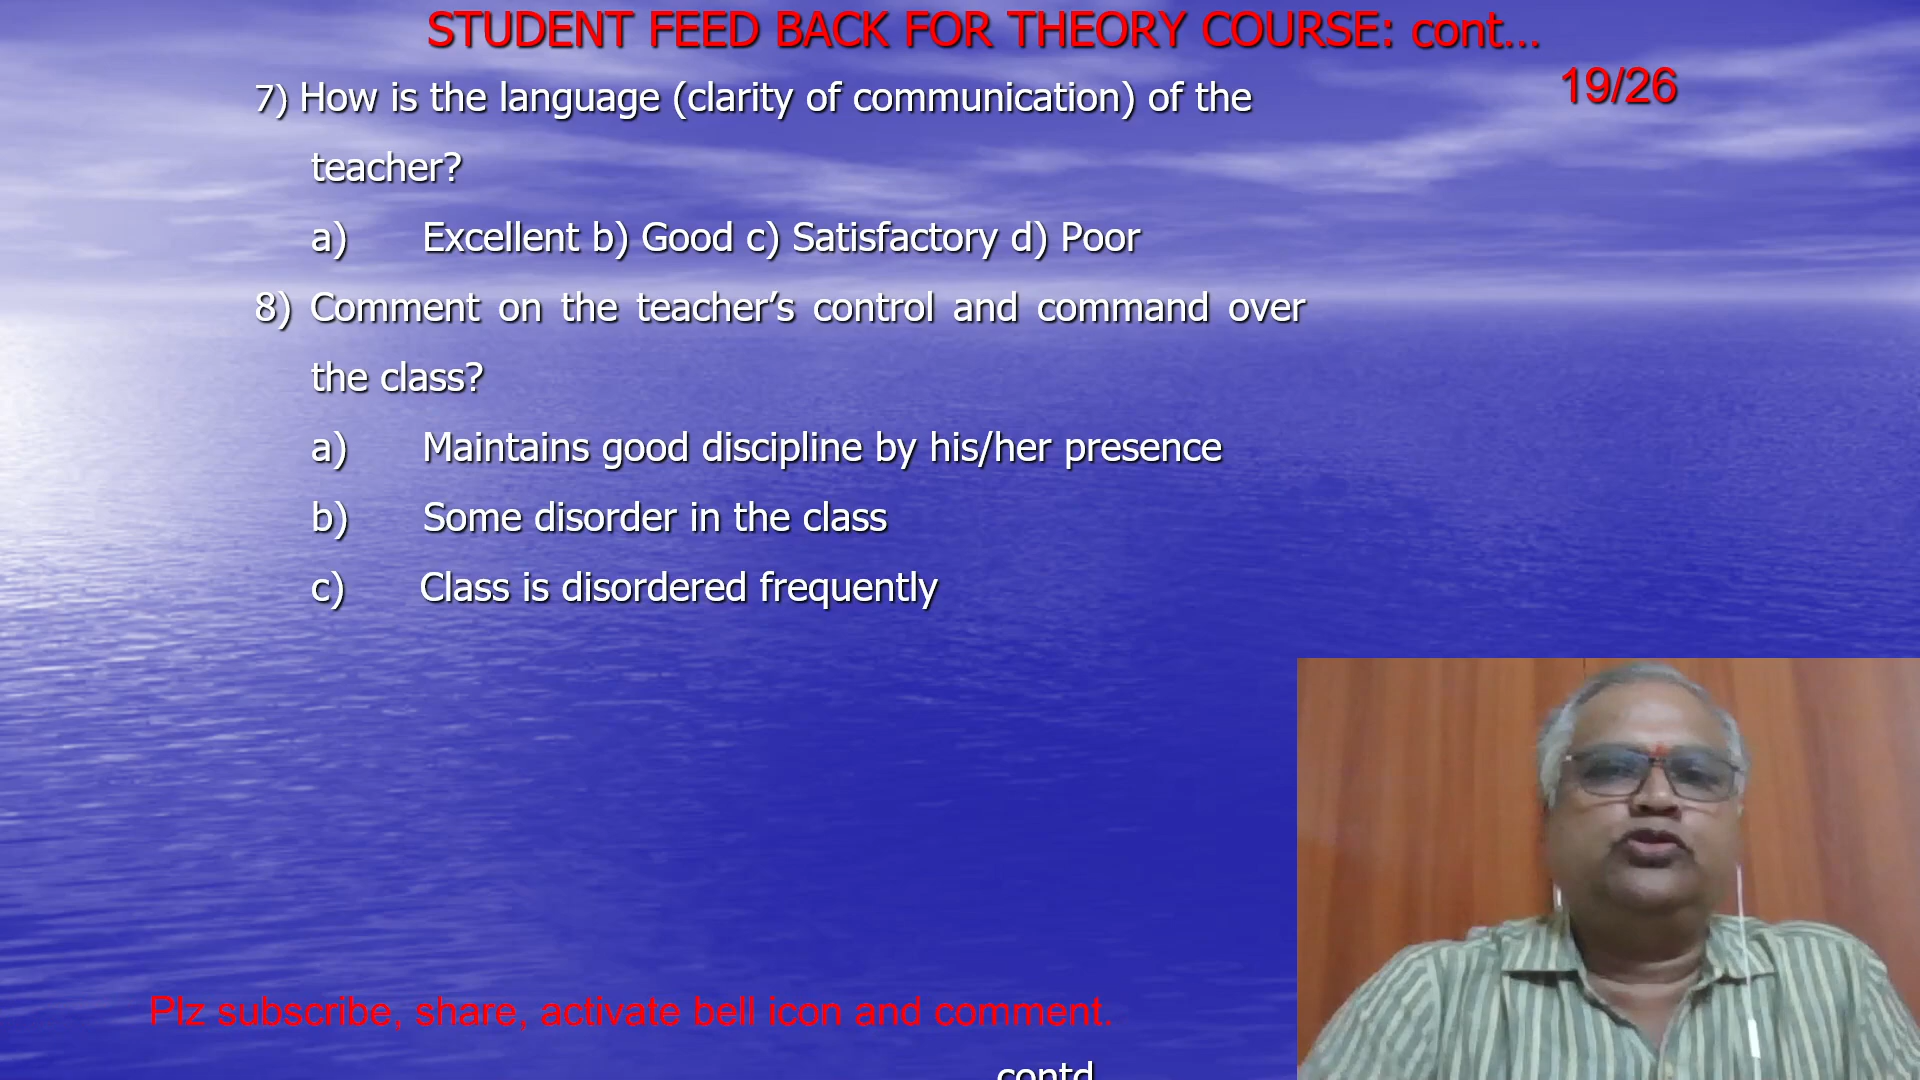 STUDENT FEED BACK FOR THEORY COURSE: cont...
19/26
7) How is the language (clarity of communication) of the
teacher?
a) Excellent b) Good c) Satisfactory d) Poor
8) Comment on the teacher’s control and command over
the class?
a) Maintains good discipline by his/her presence
b) Some disorder in the class
c) Class is disordered frequently
Plz subscribe, share, activate bell icon and comment.
contd